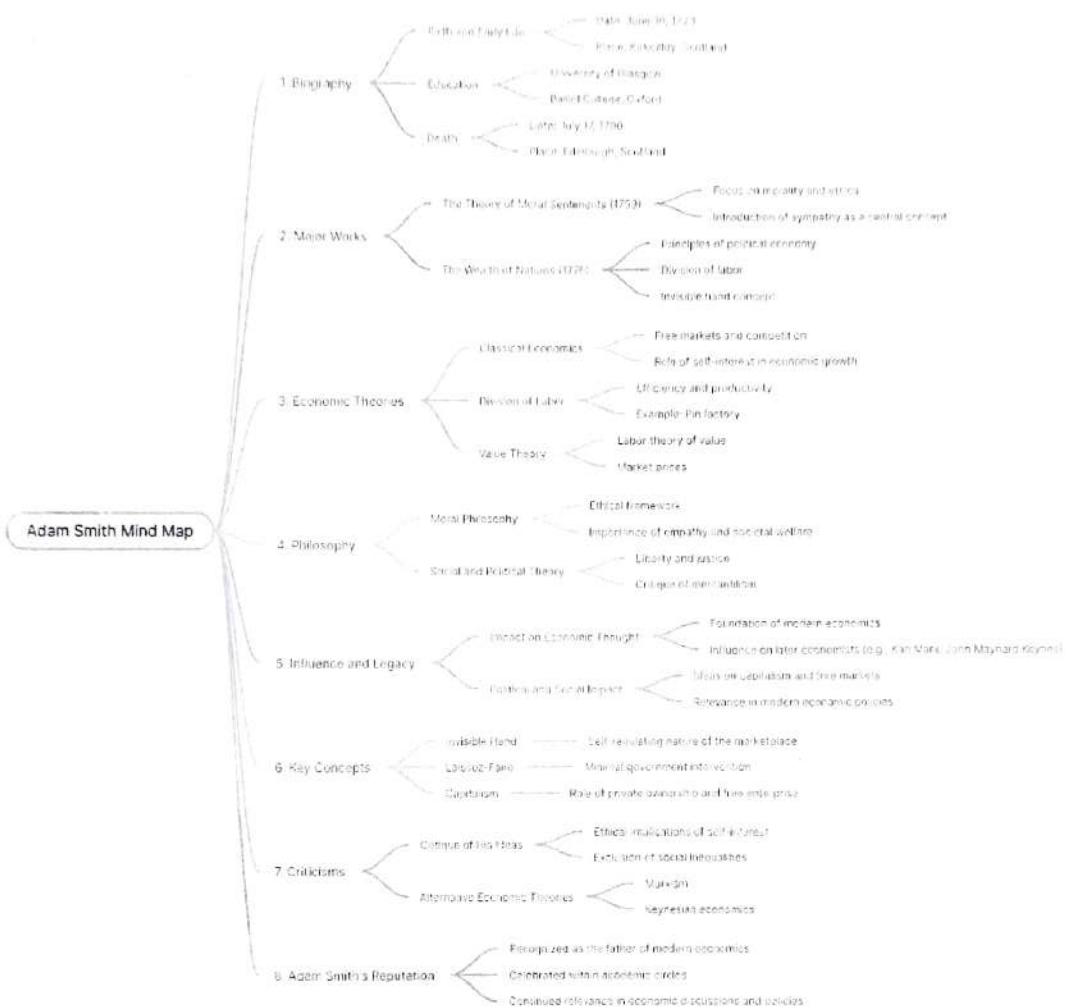 Adam Smith Mind Map
1. Biography
Birth and Early Life
Date: June 16, 1723
Place: Kirkcaldy, Scotland
Education
University of Glasgow
Balliol College, Oxford
Death
Date: July 17, 1790
Place: Edinburgh, Scotland
2. Major Works
The Theory of Moral Sentiments (1759)
Focus on morality and ethics
Introduction of sympathy as a central concept
The Wealth of Nations (1776)
Principles of political economy
Division of labor
Invisible hand concept
3. Economic Theories
Classical Economics
Free markets and competition
Role of self-interest in economic growth
Division of Labor
Efficiency and productivity
Example: Pin factory
Value Theory
Labor theory of value
Market prices
4. Philosophy
Moral Philosophy
Ethical framework
Importance of empathy and societal welfare
Social and Political Theory
Liberty and justice
Critique of mercantilism
5. Influence and Legacy
Impact on Economic Thought
Foundation of modern economics
Influence on later economists (e.g., Karl Marx, John Maynard Keynes)
Political and Social Impact
Ideas on capitalism and free markets
Relevance in modern economic policies
6. Key Concepts
Invisible Hand
Self-regulating nature of the marketplace
Laissez-Faire
Minimal government intervention
Capitalism
Role of private ownership and free enterprise
7. Criticisms
Critique of His Ideas
Ethical implications of self-interest
Exclusion of social inequalities
Alternative Economic Theories
Marxism
Keynesian economics
8. Adam Smith's Reputation
Recognized as the father of modern economics
Celebrated within academic circles
Continued relevance in economic discussions and policies